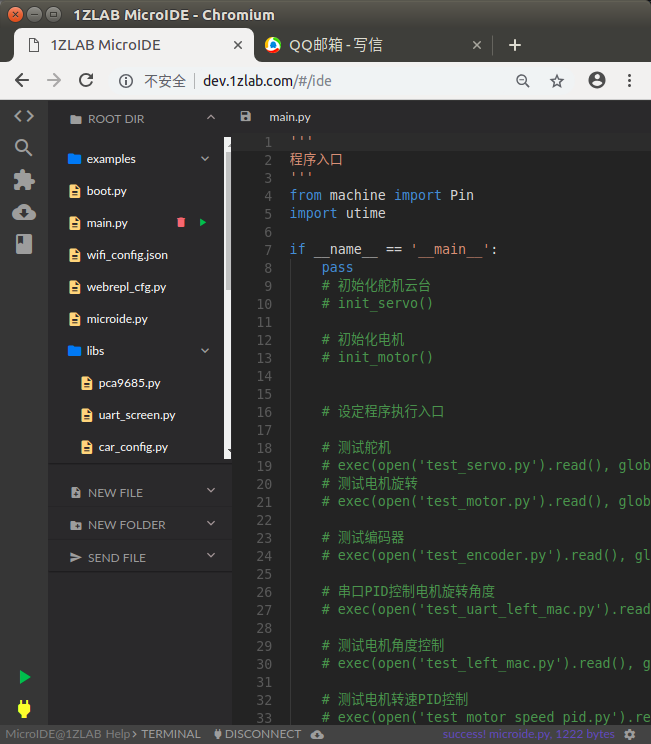 1ZLAB MicroIDE - Chromium
1ZLAB MicroIDE
QQ邮箱 - 写信
不安全 | dev.1zlab.com/#/ide
ROOT DIR
examples
boot.py
main.py
wifi_config.json
webrepl_cfg.py
microide.py
libs
pca9685.py
uart_screen.py
car_config.py
NEW FILE
NEW FOLDER
SEND FILE
main.py
1 '''
2 程序入口
3 '''
4 from machine import Pin
5 import utime
6
7 if __name__ == '__main__':
8 pass
9 # 初始化舵机云台
10 # init_servo()
11
12 # 初始化电机
13 # init_motor()
14
15
16 # 设定程序执行入口
17
18 # 测试舵机
19 # exec(open('test_servo.py').read(), glob
20 # 测试电机旋转
21 # exec(open('test_motor.py').read(), glob
22
23 # 测试编码器
24 # exec(open('test_encoder.py').read(), gl
25
26 # 串口PID控制电机旋转角度
27 # exec(open('test_uart_left_mac.py').read
28
29 # 测试电机角度控制
30 # exec(open('test_left_mac.py').read(), g
31
32 # 测试电机转速PID控制
33 # exec(open('test_motor_speed_pid.py').re
MicroIDE@1ZLAB Help> TERMINAL DISCONNECT success! microide.py, 1222 bytes